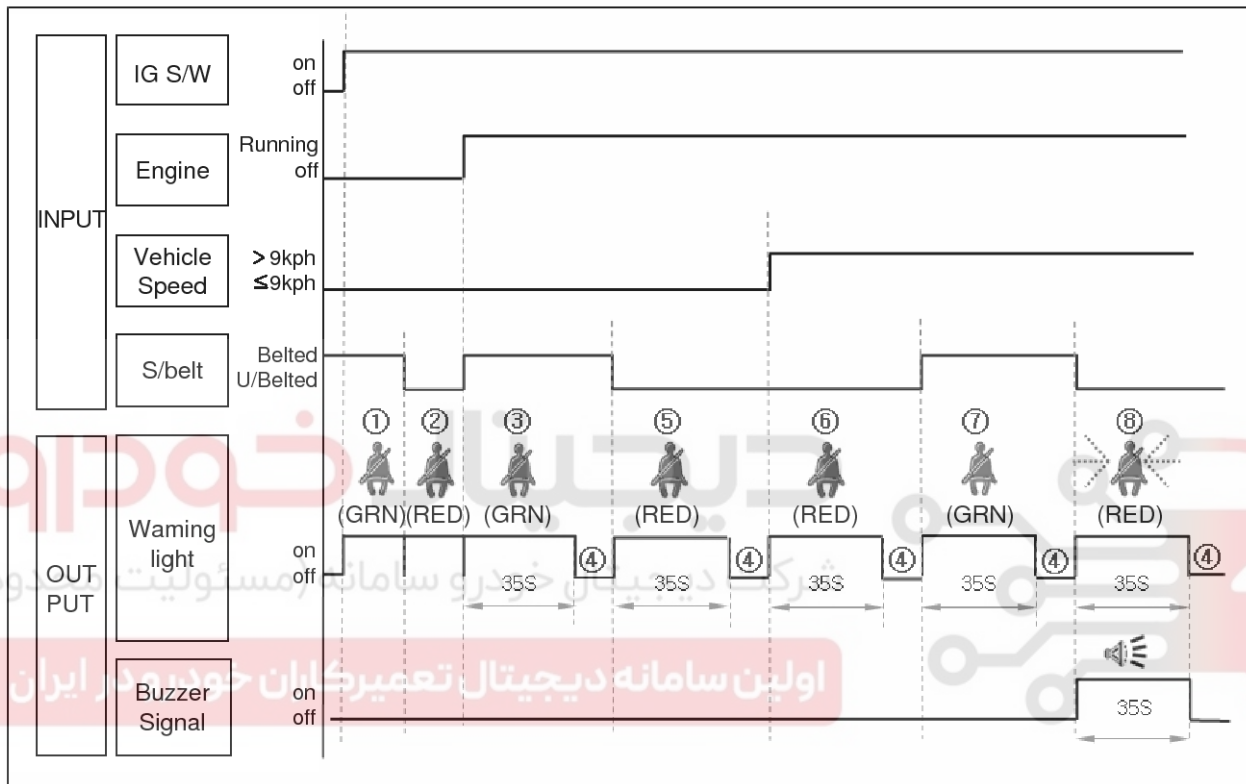 INPUT
IG S/W
on
off
Engine
Running
off
Vehicle
Speed
> 9kph
≤9kph
S/belt
Belted
U/Belted
① ② ③ ⑤ ⑥ ⑦ ⑧
(GRN) (RED) (GRN) (RED) (RED) (GRN) (RED)
دیجیتال خودرو
OUT
PUT
Waming
light
on
off
④ ④ ④ ④ ④
35S 35S 35S 35S 35S
شرکت دیجیتال خودرو سامانه (مسئولیت محدود
اولین سامانه دیجیتال تعمیرکاران خودرو در ایران
Buzzer
Signal
on
off
35S